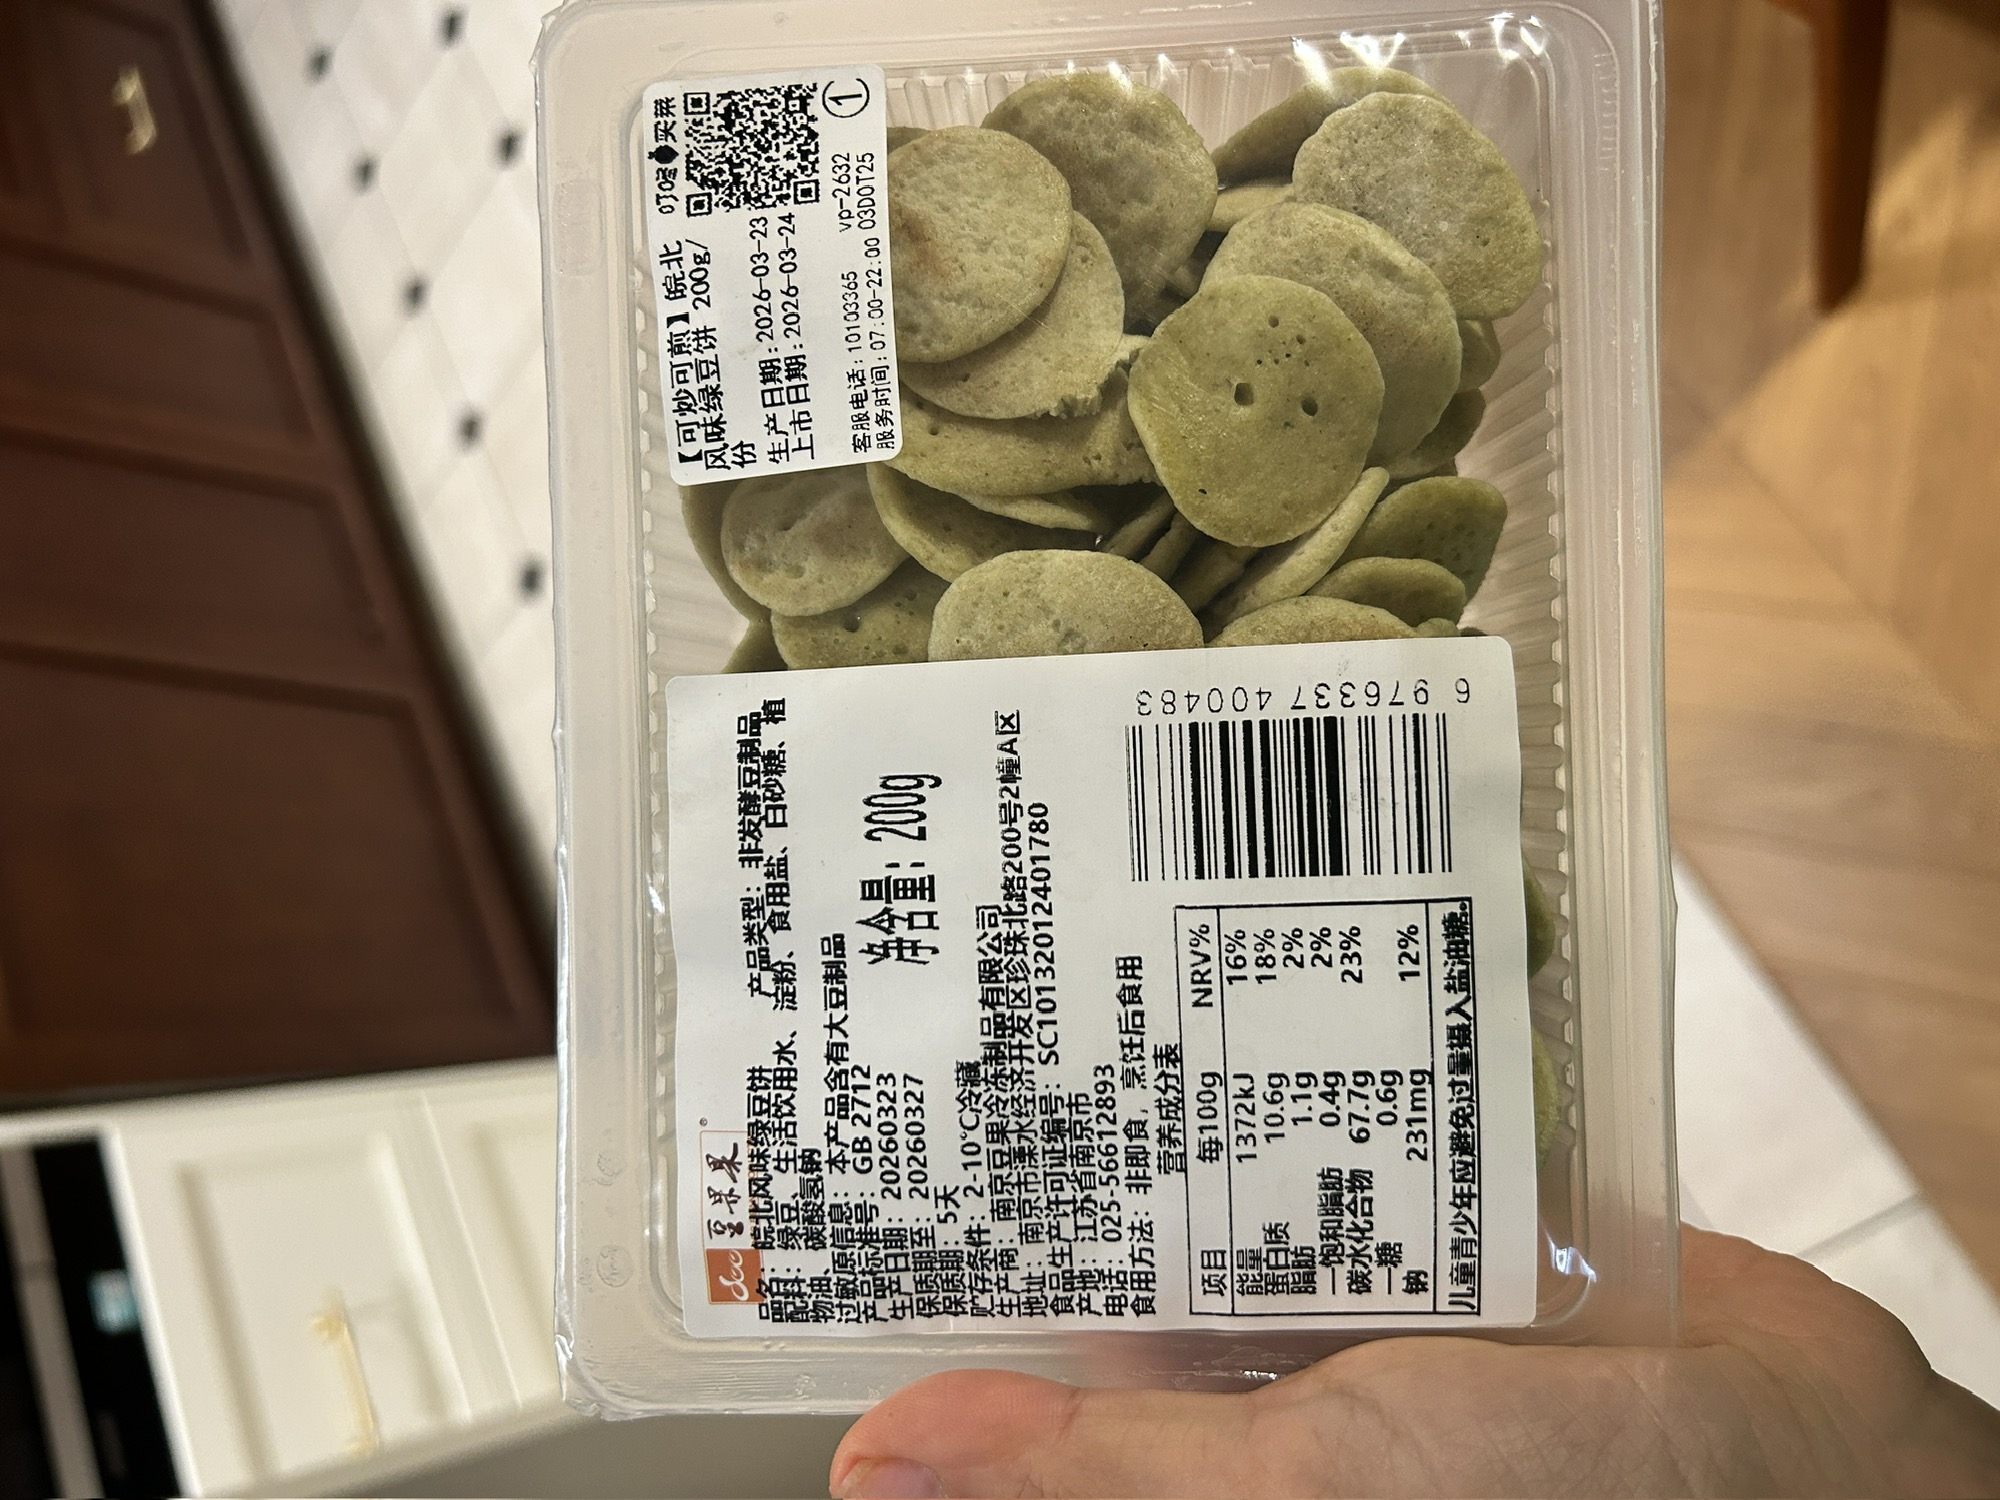 叮咚买菜
【可炒可煎】皖北
风味绿豆饼 200g/
份
生产日期:2026-03-23
上市日期:2026-03-24
①
客服电话:10103365 vp-2632
服务时间:07:00-22:00 03D0T25
dcc 豆果果
品名：皖北风味绿豆饼 产品类型：非发酵豆制品
配料：绿豆、生活饮用水、淀粉、食用盐、白砂糖、植
物油、碳酸氢钠
过敏原信息：本产品含有大豆制品
产品标准号：GB 2712
净含量：200g
生产日期：20260323
保质期至：20260327
保质期：5天
贮存条件：2-10°C冷藏
生产商：南京豆果冷冻制品有限公司
地址：南京市溧水经济开发区珍珠北路200号2幢A区
食品生产许可证编号：SC10132012401780
产地：江苏省南京市
电话：025-56612893
食用方法：非即食，烹饪后食用
营养成分表
项目 每100g NRV%
能量 1372kJ 16%
蛋白质 10.6g 18%
脂肪 1.1g 2%
—饱和脂肪 0.4g 2%
碳水化合物 67.7g 23%
—糖 0.6g
钠 231mg 12%
儿童青少年应避免过量摄入盐油糖。
6 976337 400483